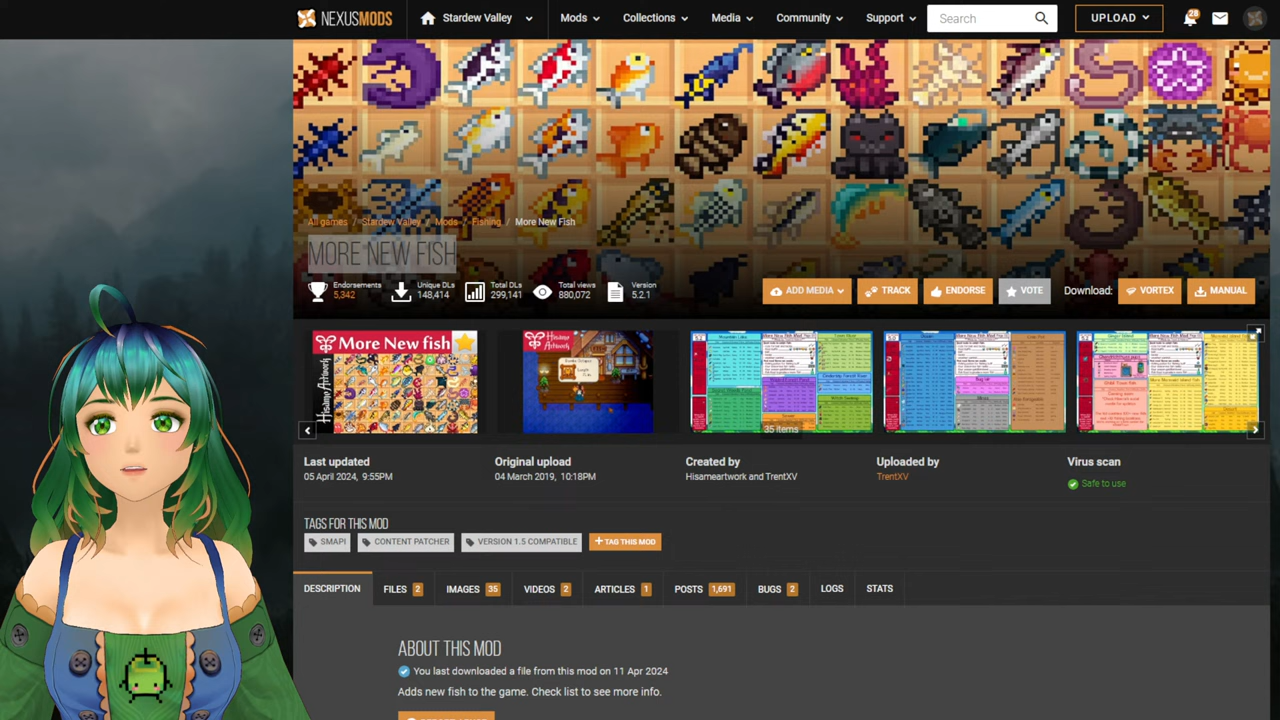 NEXUSMODS
Stardew Valley
Mods
Collections
Media
Community
Support
Search
UPLOAD
28
All games / Stardew Valley / Mods / Fishing / More New Fish
MORE NEW FISH
Endorsements
5,342
Unique DLs
148,414
Total DLs
299,141
Total views
880,072
Version
5.2.1
ADD MEDIA
TRACK
ENDORSE
VOTE
Download:
VORTEX
MANUAL
More New fish
Hisame Artwork
Hisame Artwork
35 items
Last updated
05 April 2024, 9:55PM
Original upload
04 March 2019, 10:18PM
Created by
Hisameartwork and TrentXV
Uploaded by
TrentXV
Virus scan
Safe to use
TAGS FOR THIS MOD
SMAPI
CONTENT PATCHER
VERSION 1.5 COMPATIBLE
+ TAG THIS MOD
DESCRIPTION
FILES 2
IMAGES 35
VIDEOS 2
ARTICLES 1
POSTS 1,691
BUGS 2
LOGS
STATS
ABOUT THIS MOD
You last downloaded a file from this mod on 11 Apr 2024
Adds new fish to the game. Check list to see more info.